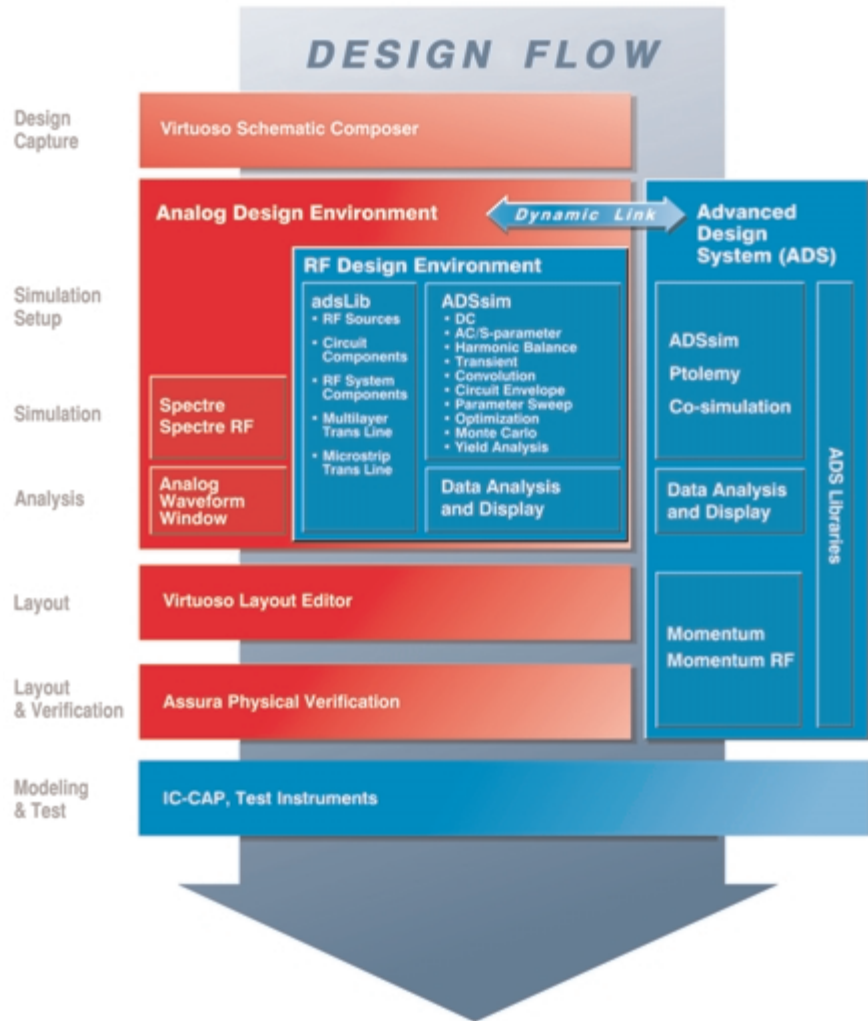 DESIGN FLOW
Design
Capture
Virtuoso Schematic Composer
Analog Design Environment
Dynamic Link
Advanced
Design
System (ADS)
RF Design Environment
Simulation
Setup
adsLib
• RF Sources
• Circuit
Components
• RF System
Components
• Multilayer
Trans Line
• Microstrip
Trans Line
ADSsim
• DC
• AC/S-parameter
• Harmonic Balance
• Transient
• Convolution
• Circuit Envelope
• Parameter Sweep
• Optimization
• Monte Carlo
• Yield Analysis
ADSsim
Ptolemy
Co-simulation
ADS Libraries
Simulation
Spectre
Spectre RF
Analysis
Analog
Waveform
Window
Data Analysis
and Display
Data Analysis
and Display
Layout
Virtuoso Layout Editor
Momentum
Momentum RF
Layout
& Verification
Assura Physical Verification
Modeling
& Test
IC-CAP, Test Instruments